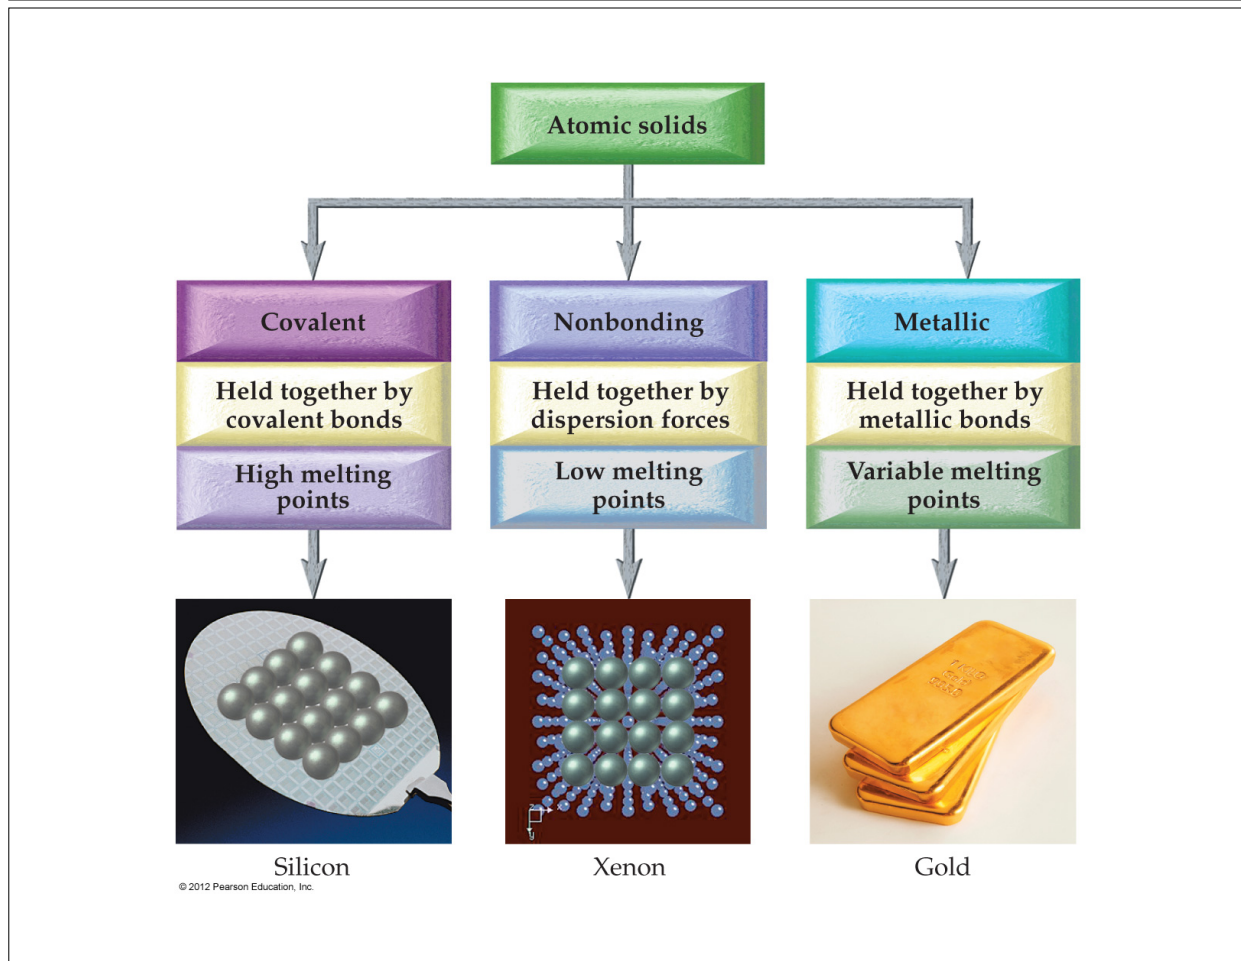 Atomic solids
Covalent
Nonbonding
Metallic
Held together by
covalent bonds
Held together by
dispersion forces
Held together by
metallic bonds
High melting
points
Low melting
points
Variable melting
points
Silicon
Xenon
Gold
© 2012 Pearson Education, Inc.